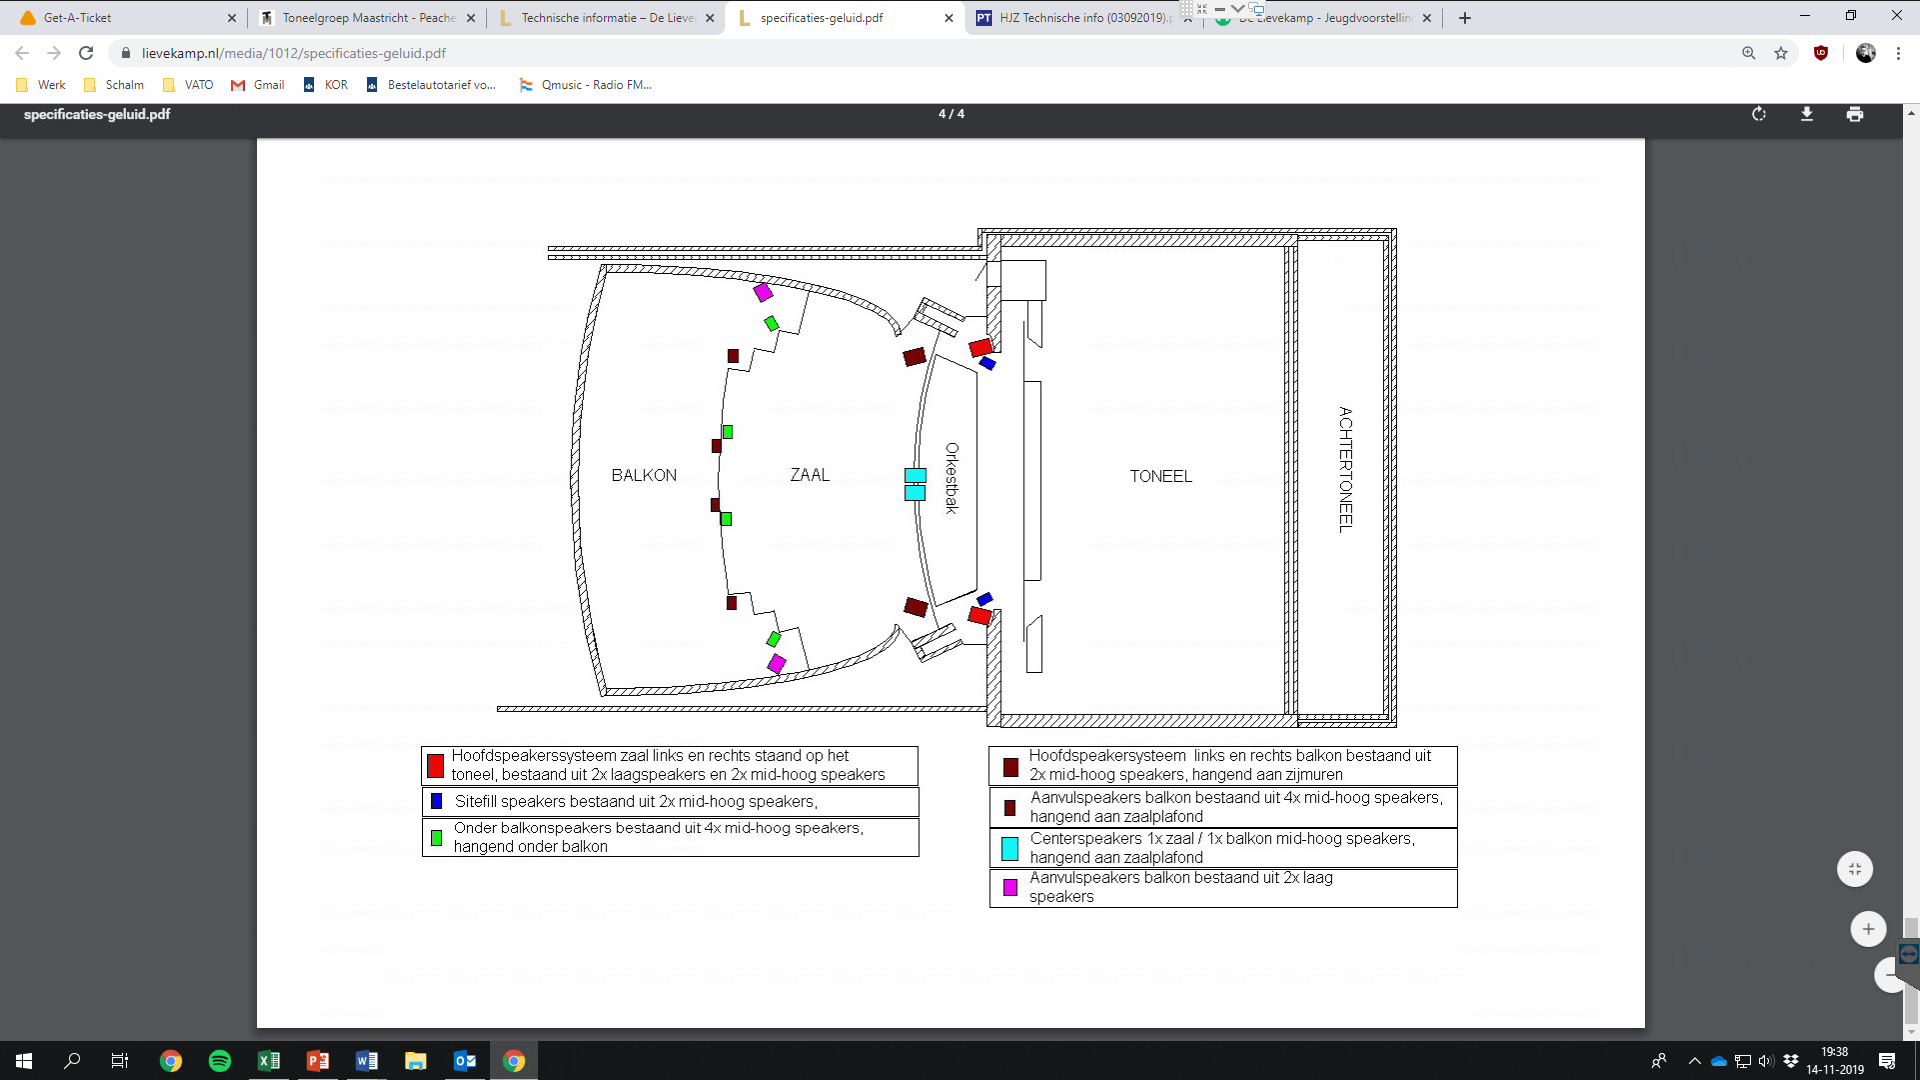 Get-A-Ticket
Toneelgroep Maastricht - Peache
Technische informatie – De Lieve
specificaties-geluid.pdf
HJZ Technische info (03092019).p
De Lievekamp - Jeugdvoorstelling
lievekamp.nl/media/1012/specificaties-geluid.pdf
Werk
Schalm
VATO
Gmail
KOR
Bestelautotarief vo...
Qmusic - Radio FM...
specificaties-geluid.pdf
4 / 4
BALKON
ZAAL
Orkestbak
TONEEL
ACHTERTONEEL
Hoofdspeakerssysteem zaal links en rechts staand op het
toneel, bestaand uit 2x laagspeakers en 2x mid-hoog speakers
Sitefill speakers bestaand uit 2x mid-hoog speakers,
Onder balkonspeakers bestaand uit 4x mid-hoog speakers,
hangend onder balkon
Hoofdspeakersysteem links en rechts balkon bestaand uit
2x mid-hoog speakers, hangend aan zijmuren
Aanvulspeakers balkon bestaand uit 4x mid-hoog speakers,
hangend aan zaalplafond
Centerspeakers 1x zaal / 1x balkon mid-hoog speakers,
hangend aan zaalplafond
Aanvulspeakers balkon bestaand uit 2x laag
speakers
19:38
14-11-2019